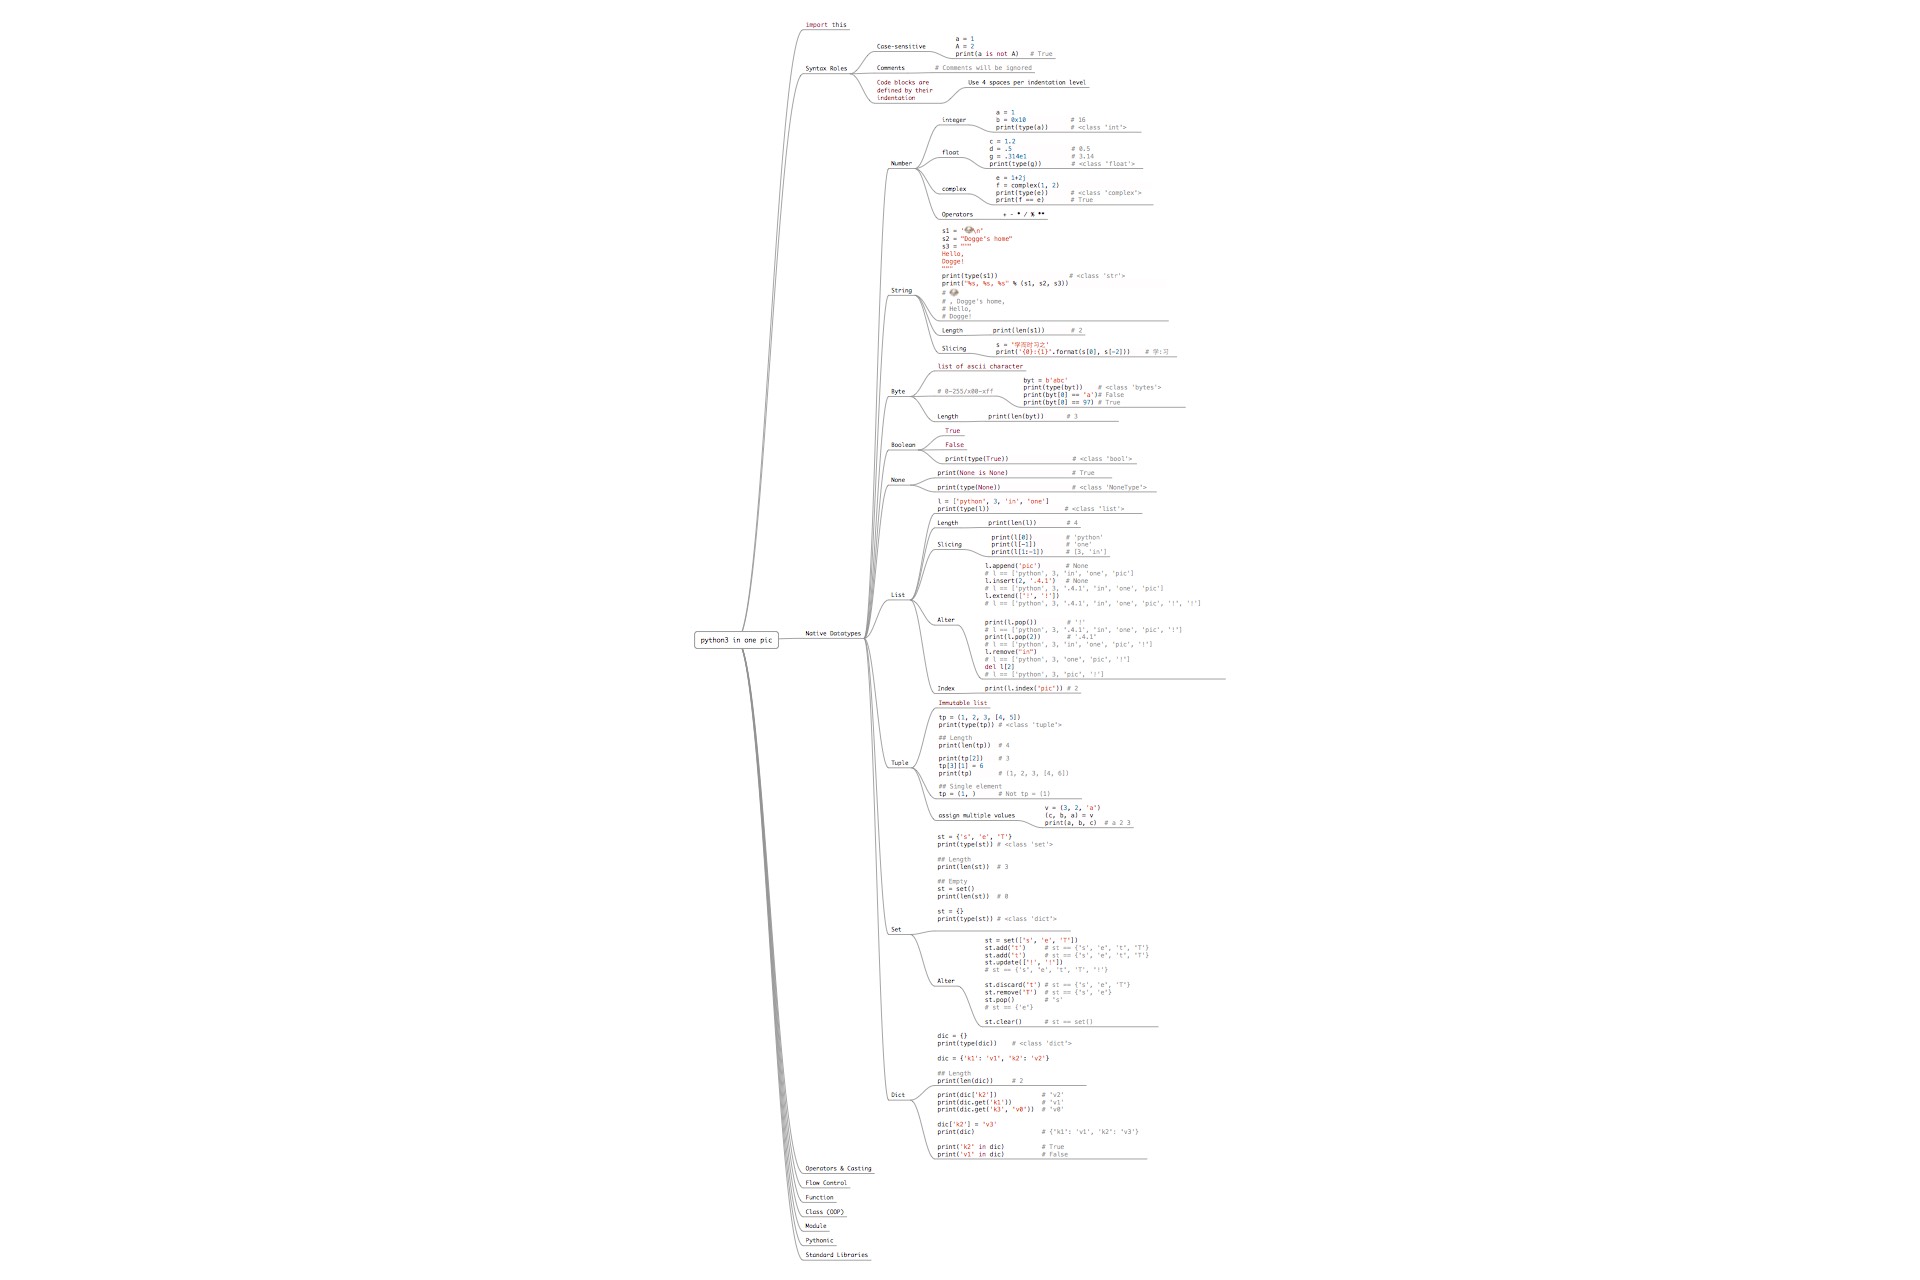 import this
Syntax Roles
Case-sensitive
a = 1
A = 2
print(a is not A)   # True
Comments
# Comments will be ignored
Code blocks are
defined by their
indentation
Use 4 spaces per indentation level
python3 in one pic
Native Datatypes
Number
integer
a = 1
b = 0x10            # 16
print(type(a))      # <class 'int'>
float
c = 1.2
d = .5                # 0.5
g = .314e1            # 3.14
print(type(g))        # <class 'float'>
complex
e = 1+2j
f = complex(1, 2)
print(type(e))      # <class 'complex'>
print(f == e)       # True
Operators
+ - * / % **
String
s1 = '🐶\n'
s2 = "Dogge's home"
s3 = """
Hello,
Dogge!
"""
print(type(s1))                   # <class 'str'>
print("%s, %s, %s" % (s1, s2, s3))
# 🐶
# , Dogge's home,
# Hello,
# Dogge!
Length
print(len(s1))       # 2
Slicing
s = '学而时习之'
print('{0}:{1}'.format(s[0], s[-2]))    # 学:习
Byte
list of ascii character
# 0-255/x00-xff
byt = b'abc'
print(type(byt))    # <class 'bytes'>
print(byt[0] == 'a')# False
print(byt[0] == 97) # True
Length
print(len(byt))      # 3
Boolean
True
False
print(type(True))                 # <class 'bool'>
None
print(None is None)                 # True
print(type(None))                   # <class 'NoneType'>
List
l = ['python', 3, 'in', 'one']
print(type(l))                    # <class 'list'>
Length
print(len(l))        # 4
Slicing
print(l[0])         # 'python'
print(l[-1])        # 'one'
print(l[1:-1])      # [3, 'in']
Alter
l.append('pic')       # None
# l == ['python', 3, 'in', 'one', 'pic']
l.insert(2, '.4.1')   # None
# l == ['python', 3, '.4.1', 'in', 'one', 'pic']
l.extend(['!', '!'])
# l == ['python', 3, '.4.1', 'in', 'one', 'pic', '!', '!']
print(l.pop())        # '!'
# l == ['python', 3, '.4.1', 'in', 'one', 'pic', '!']
print(l.pop(2))       # '.4.1'
# l == ['python', 3, 'in', 'one', 'pic', '!']
l.remove("in")
# l == ['python', 3, 'one', 'pic', '!']
del l[2]
# l == ['python', 3, 'pic', '!']
Index
print(l.index('pic')) # 2
Tuple
Immutable list
tp = (1, 2, 3, [4, 5])
print(type(tp)) # <class 'tuple'>
## Length
print(len(tp))  # 4
print(tp[2])    # 3
tp[3][1] = 6
print(tp)       # (1, 2, 3, [4, 6])
## Single element
tp = (1, )      # Not tp = (1)
assign multiple values
v = (3, 2, 'a')
(c, b, a) = v
print(a, b, c)  # a 2 3
Set
st = {'s', 'e', 'T'}
print(type(st)) # <class 'set'>
## Length
print(len(st))  # 3
## Empty
st = set()
print(len(st))  # 0
st = {}
print(type(st)) # <class 'dict'>
Alter
st = set(['s', 'e', 'T'])
st.add('t')     # st == {'s', 'e', 't', 'T'}
st.add('t')     # st == {'s', 'e', 't', 'T'}
st.update(['!', '!'])
# st == {'s', 'e', 't', 'T', '!'}
st.discard('t') # st == {'s', 'e', 'T'}
st.remove('T')  # st == {'s', 'e'}
st.pop()        # 's'
# st == {'e'}
st.clear()      # st == set()
Dict
dic = {}
print(type(dic))    # <class 'dict'>
dic = {'k1': 'v1', 'k2': 'v2'}
## Length
print(len(dic))     # 2
print(dic['k2'])            # 'v2'
print(dic.get('k1'))        # 'v1'
print(dic.get('k3', 'v0'))  # 'v0'
dic['k2'] = 'v3'
print(dic)                  # {'k1': 'v1', 'k2': 'v3'}
print('k2' in dic)          # True
print('v1' in dic)          # False
Operators & Casting
Flow Control
Function
Class (OOP)
Module
Pythonic
Standard Libraries